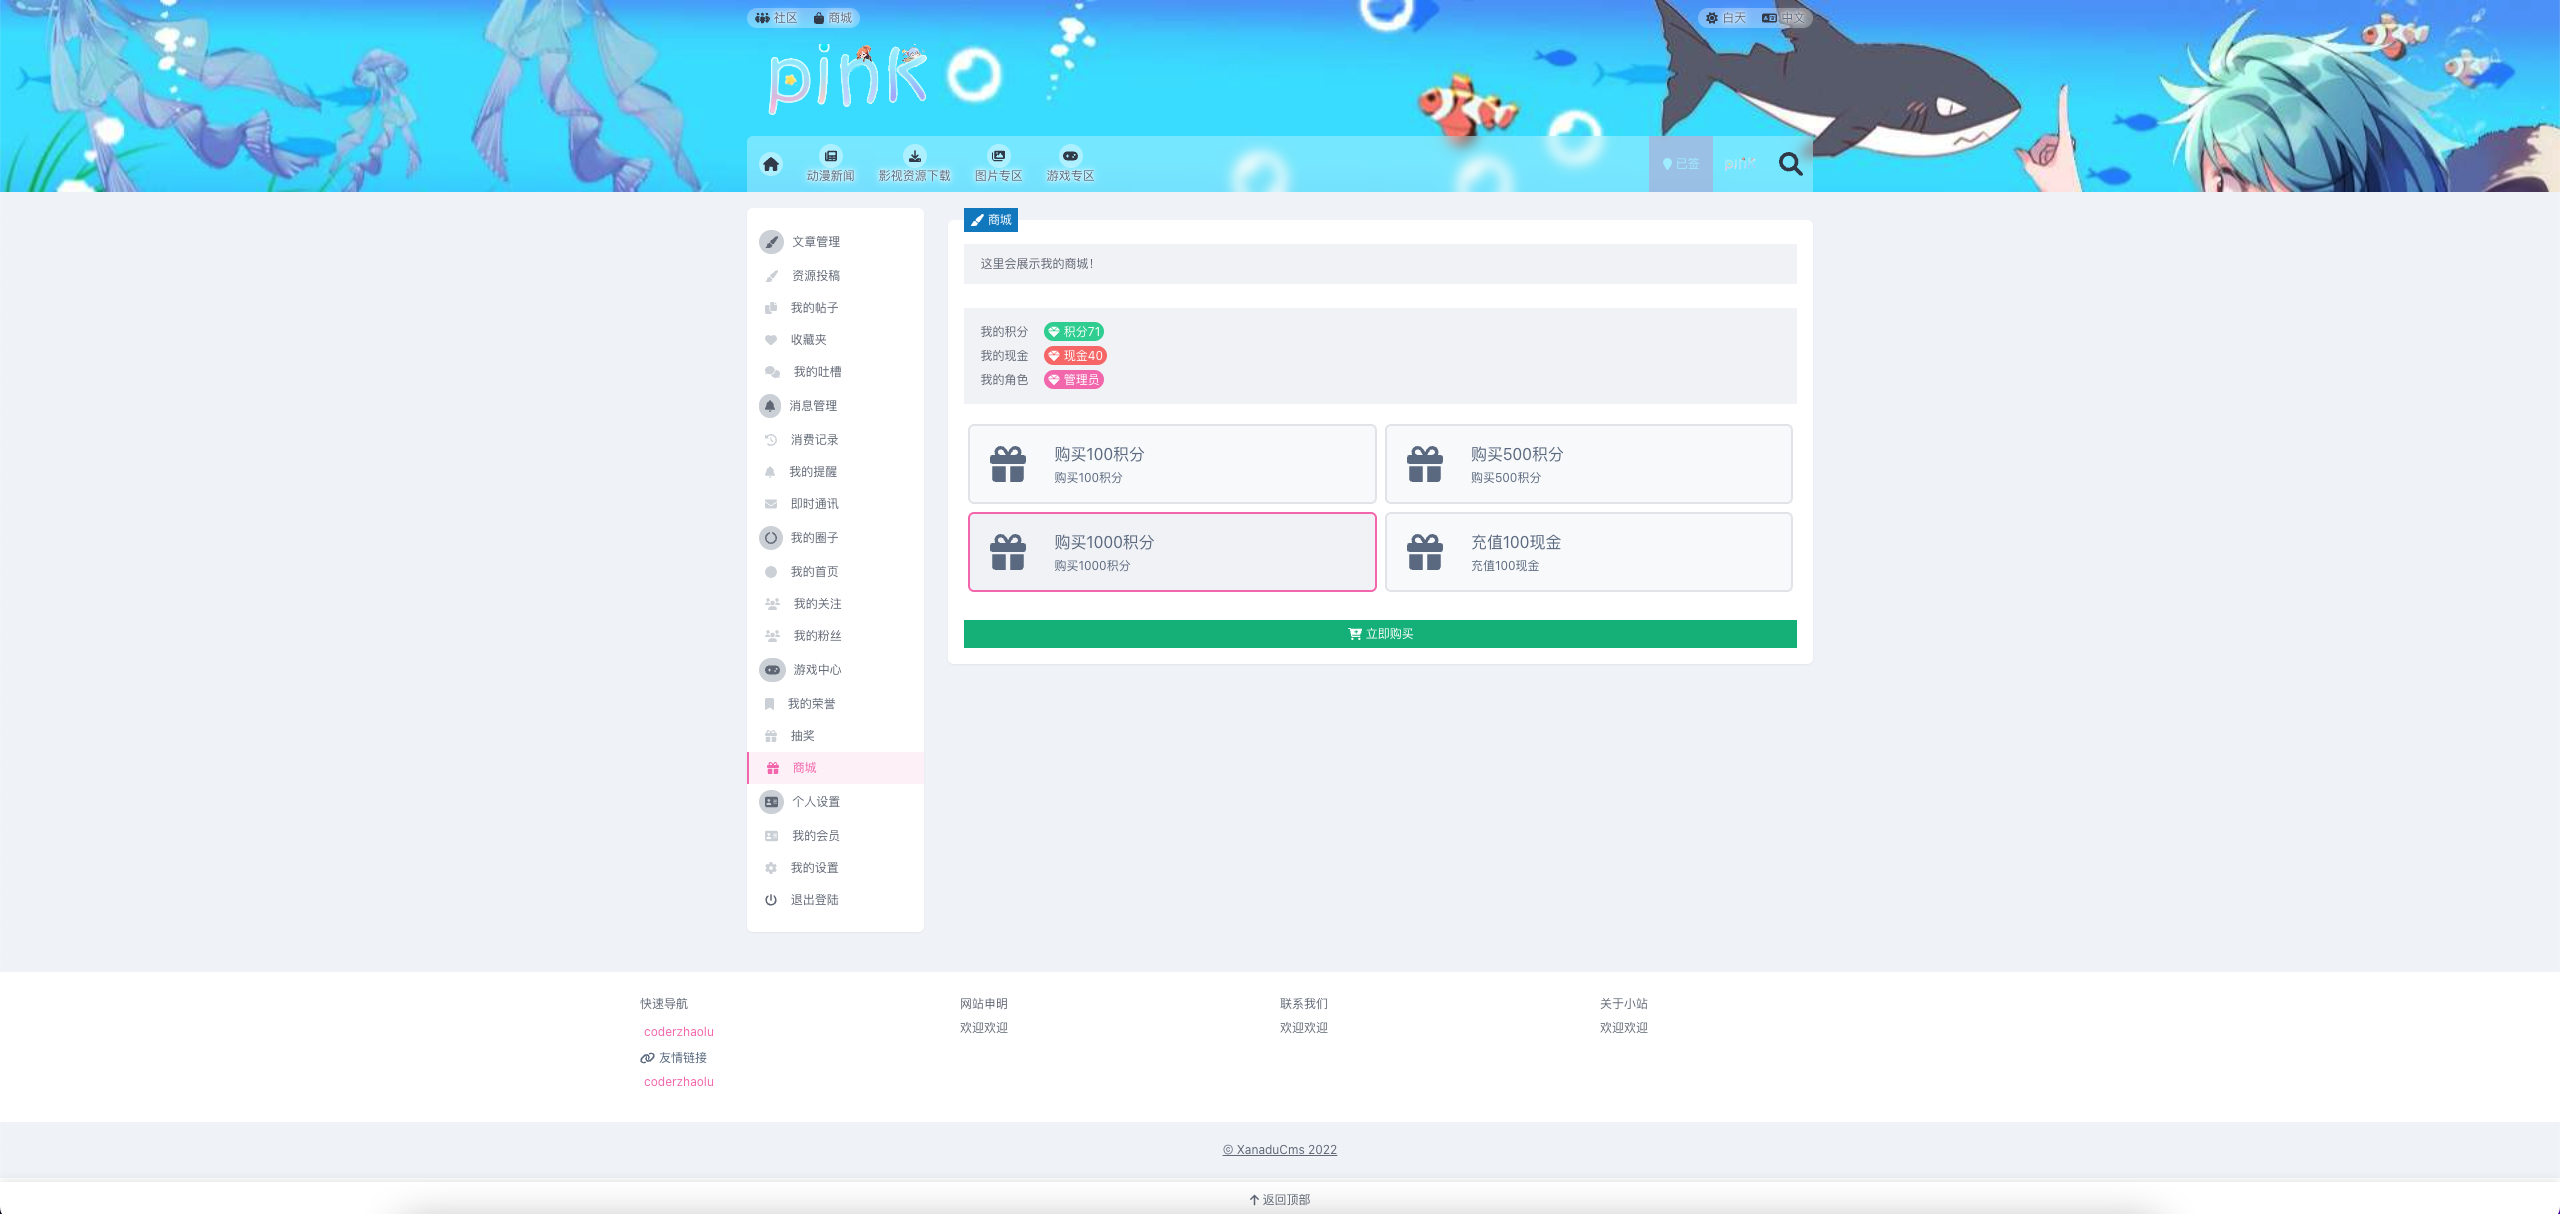 社区 商城
白天 中文
pink
动漫新闻 影视资源下载 图片专区 游戏专区
已签 pink
文章管理
资源投稿
我的帖子
收藏夹
我的吐槽
消息管理
消费记录
我的提醒
即时通讯
我的圈子
我的首页
我的关注
我的粉丝
游戏中心
我的荣誉
抽奖
商城
个人设置
我的会员
我的设置
退出登陆
商城
这里会展示我的商城！
我的积分 积分71
我的现金 现金40
我的角色 管理员
购买100积分
购买100积分
购买500积分
购买500积分
购买1000积分
购买1000积分
充值100现金
充值100现金
立即购买
快速导航
coderzhaolu
友情链接
coderzhaolu
网站申明
欢迎欢迎
联系我们
欢迎欢迎
关于小站
欢迎欢迎
© XanaduCms 2022
返回顶部